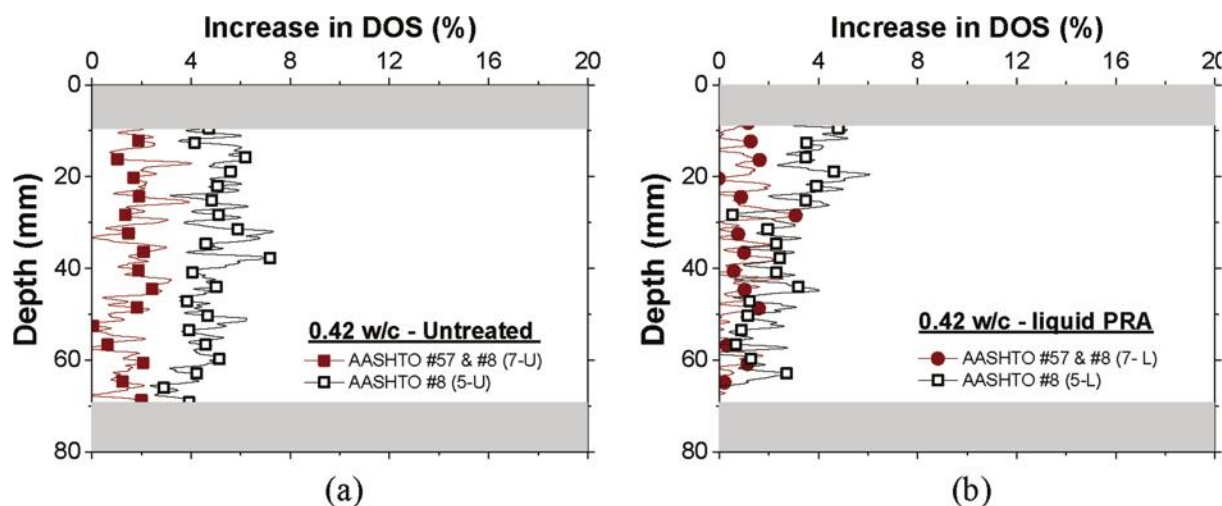 Increase in DOS (%)
0 4 8 12 16 20
0
20
40
60
80
Depth (mm)
0.42 w/c - Untreated
AASHTO #57 & #8 (7-U)
AASHTO #8 (5-U)
(a)
Increase in DOS (%)
0 4 8 12 16 20
0
20
40
60
80
Depth (mm)
0.42 w/c - liquid PRA
AASHTO #57 & #8 (7- L)
AASHTO #8 (5-L)
(b)